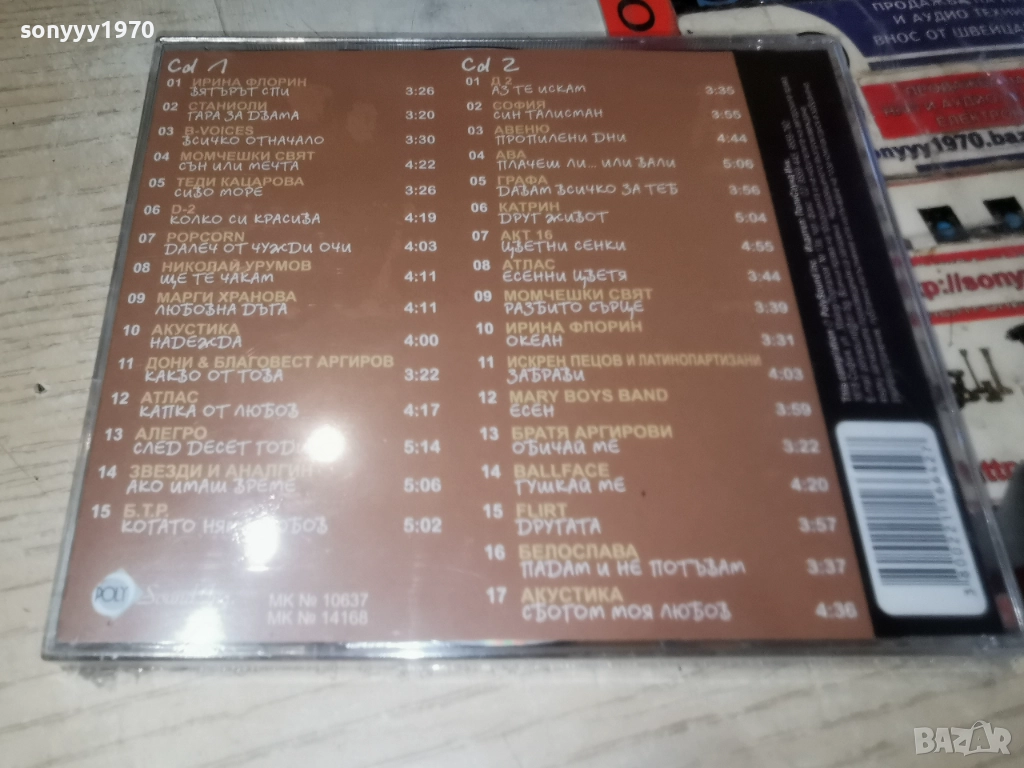 sonyyy1970
Cd 1
01 ИРИНА ФЛОРИН
ВЯТЪРЪТ СПИ 3:26
02 СТАНИОЛИ
ГАРА ЗА ДВАМА 3:20
03 B-VOICES
ВСИЧКО ОТНАЧАЛО 3:30
04 МОМЧЕШКИ СВЯТ
СЪН ИЛИ МЕЧТА 4:22
05 ТЕДИ КАЦАРОВА
СИВО МОРЕ 3:26
06 D-2
КОЛКО СИ КРАСИВА 4:19
07 POPCORN
ДАЛЕЧ ОТ ЧУЖДИ ОЧИ 4:03
08 НИКОЛАЙ УРУМОВ
ЩЕ ТЕ ЧАКАМ 4:11
09 МАРГИ ХРАНОВА
ЛЮБОВНА ДЪГА 4:11
10 АКУСТИКА
НАДЕЖДА 4:00
11 ДОНИ & БЛАГОВЕСТ АРГИРОВ
КАКВО ОТ ТОВА 3:22
12 АТЛАС
КАПКА ОТ ЛЮБОВ 4:17
13 АЛЕГРО
СЛЕД ДЕСЕТ ГОД 5:14
14 ЗВЕЗДИ И АНАЛГИН
АКО ИМАШ ВРЕМЕ 5:06
15 Б.Т.Р.
КОГАТО НЯМА ЛЮБОВ 5:02
POLY
MK № 10637
MK № 14168
Cd 2
01 Д 2
АЗ ТЕ ИСКАМ 3:35
02 СОФИЯ
СИН ТАЛИСМАН 3:55
03 АВЕНЮ
ПРОПИЛЕНИ ДНИ 4:44
04 АВА
ПЛАЧЕШ ЛИ... ИЛИ ВАЛИ 5:06
05 ГРАФА
ДАВАМ ВСИЧКО ЗА ТЕБ 3:56
06 КАТРИН
ДРУГ ЖИВОТ 5:04
07 АКТ 16
ЦВЕТНИ СЕНКИ 4:55
08 АТЛАС
ЕСЕННИ ЦВЕТЯ 3:44
09 МОМЧЕШКИ СВЯТ
РАЗБИТО СЪРЦЕ 3:39
10 ИРИНА ФЛОРИН
ОКЕАН 3:31
11 ИСКРЕН ПЕЦОВ И ЛАТИНОПАРТИЗАНИ
ЗАБРАВИ 4:03
12 MARY BOYS BAND
ЕСЕН 3:59
13 БРАТЯ АРГИРОВИ
ОБИЧАЙ МЕ 3:22
14 BALLFACE
ГУШКАЙ МЕ 4:20
15 FLIRT
ДРУГАТА 3:57
16 БЕЛОСЛАВА
ПАДАМ И НЕ ПОТЪВАМ 3:37
17 АКУСТИКА
СБОГОМ МОЯ ЛЮБОВ 4:36
И АУДИО ТЕХНИ
ВНОС ОТ ШВЕЙЦА
BAZAR